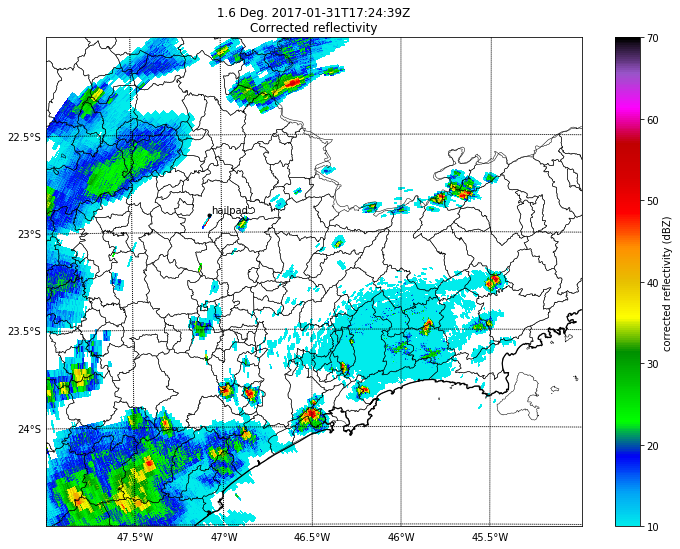 1.6 Deg. 2017-01-31T17:24:39Z
Corrected reflectivity
22.5°S
23°S
23.5°S
24°S
47.5°W
47°W
46.5°W
46°W
45.5°W
hailpad
70
60
50
40
30
20
10
corrected reflectivity (dBZ)